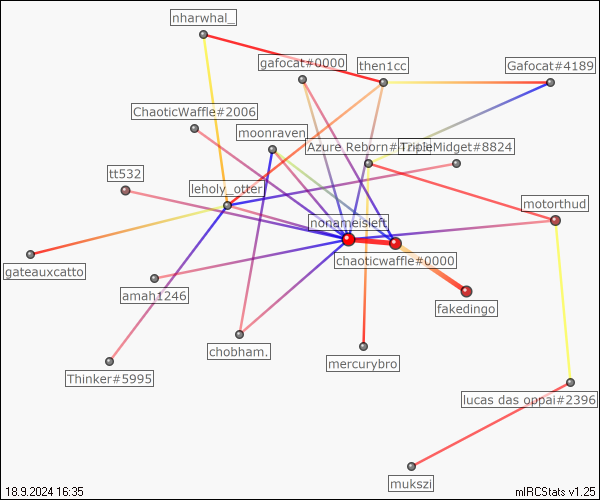 nharwhal_
gafocat#0000
then1cc
Gafocat#4189
ChaoticWaffle#2006
moonraven
Azure Reborn#
TripleMidget#8824
tt532
leholy_otter
motorthud
nonameisleft
chaoticwaffle#0000
gateauxcatto
amah1246
fakedingo
chobham.
mercurybro
Thinker#5995
lucas das oppai#2396
mukszi
18.9.2024 16:35
mIRCStats v1.25